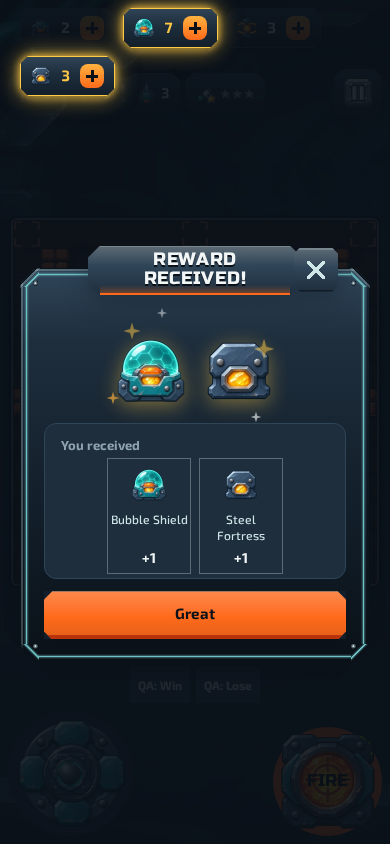 2
7
3
3
3
REWARD
RECEIVED!
You received
Bubble Shield
Steel
Fortress
+1
+1
Great
QA: Win
QA: Lose
FIRE